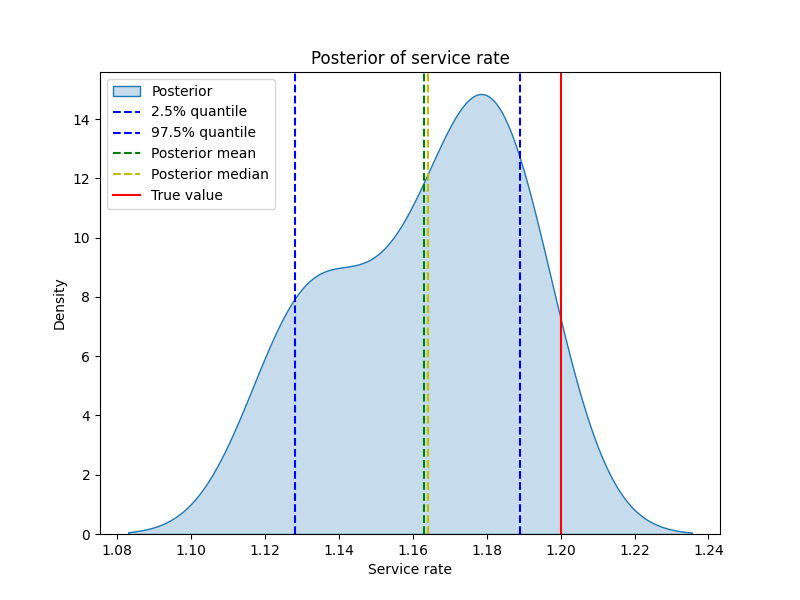 Posterior of service rate
Posterior
2.5% quantile
97.5% quantile
Posterior mean
Posterior median
True value
Density
14
12
10
8
6
4
2
0
1.08 1.10 1.12 1.14 1.16 1.18 1.20 1.22 1.24
Service rate